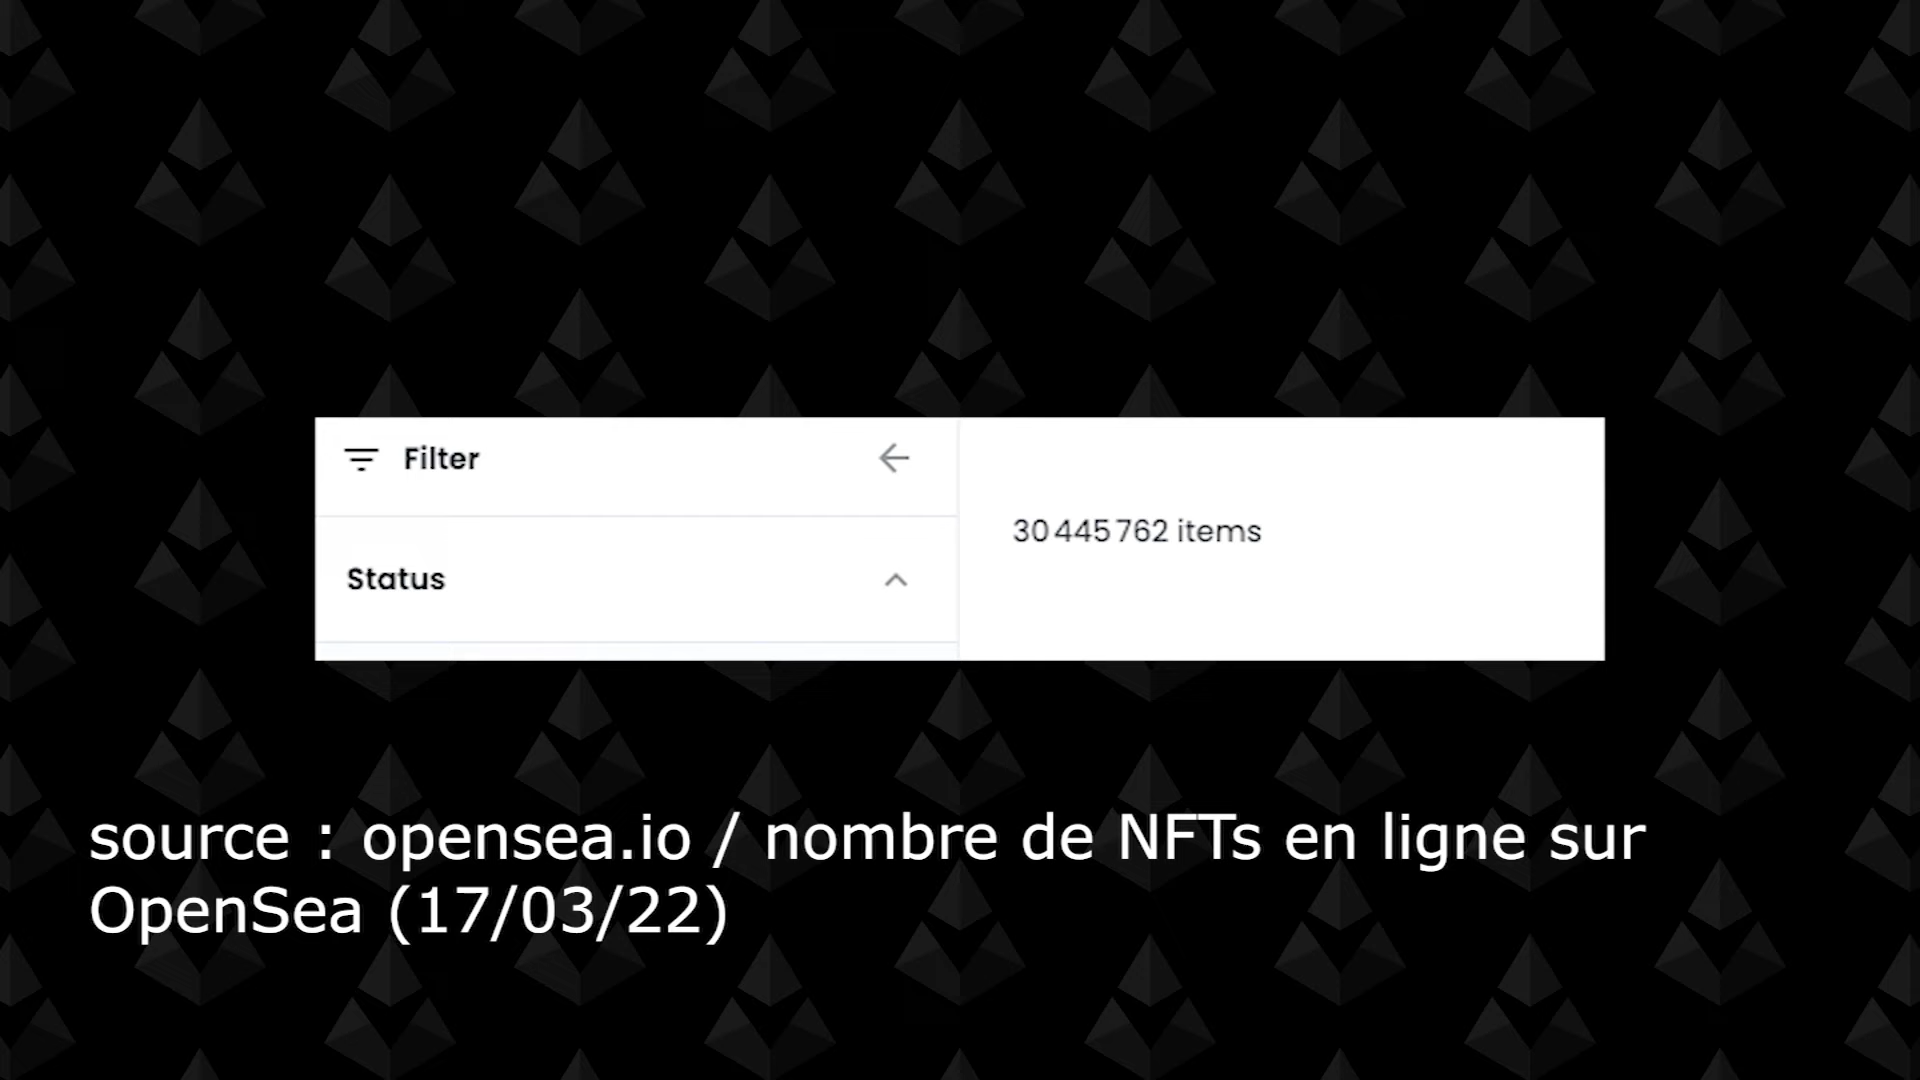 Filter
30 445 762 items
Status
source : opensea.io / nombre de NFTs en ligne sur
OpenSea (17/03/22)